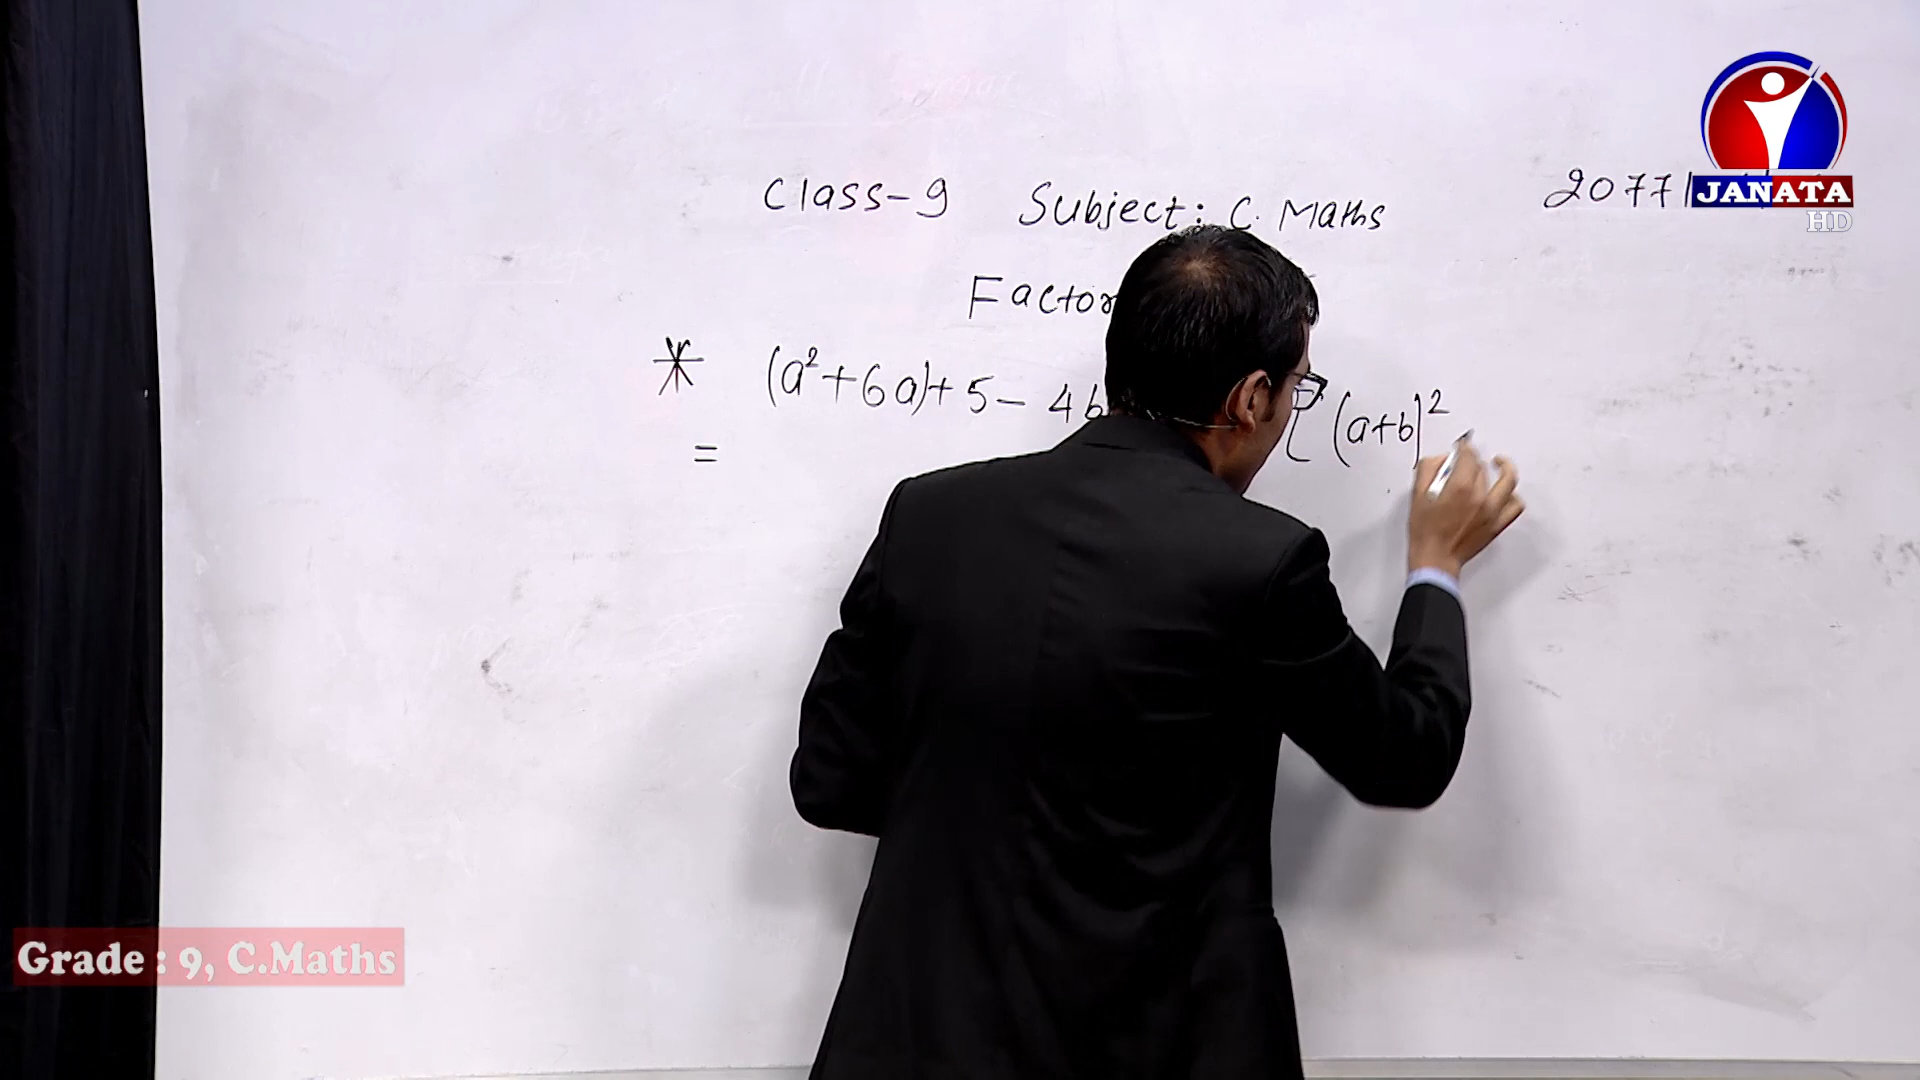 JANATA
HD
Class-9 Subject: C. Maths 2077/
Factor
* (a²+6a)+5-4b [(a+b)²
=
Grade : 9, C.Maths